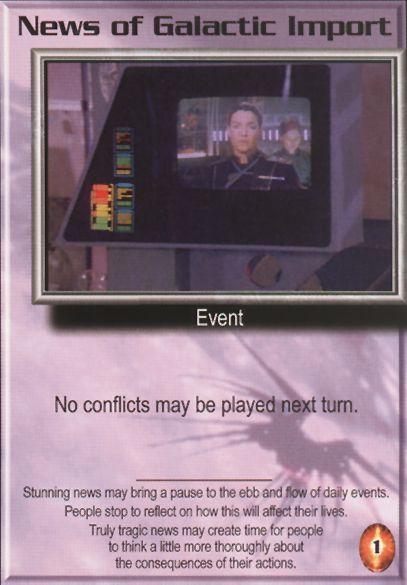 News of Galactic Import
Event
No conflicts may be played next turn.
Stunning news may bring a pause to the ebb and flow of daily events.
People stop to reflect on how this will affect their lives.
Truly tragic news may create time for people
to think a little more thoroughly about
the consequences of their actions.
1